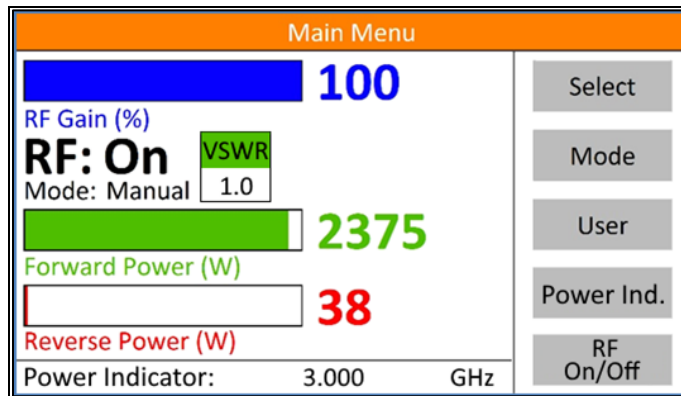 Main Menu
100
RF Gain (%)
RF: On
VSWR
1.0
Mode: Manual
2375
Forward Power (W)
38
Reverse Power (W)
Power Indicator: 3.000 GHz
Select
Mode
User
Power Ind.
RF
On/Off